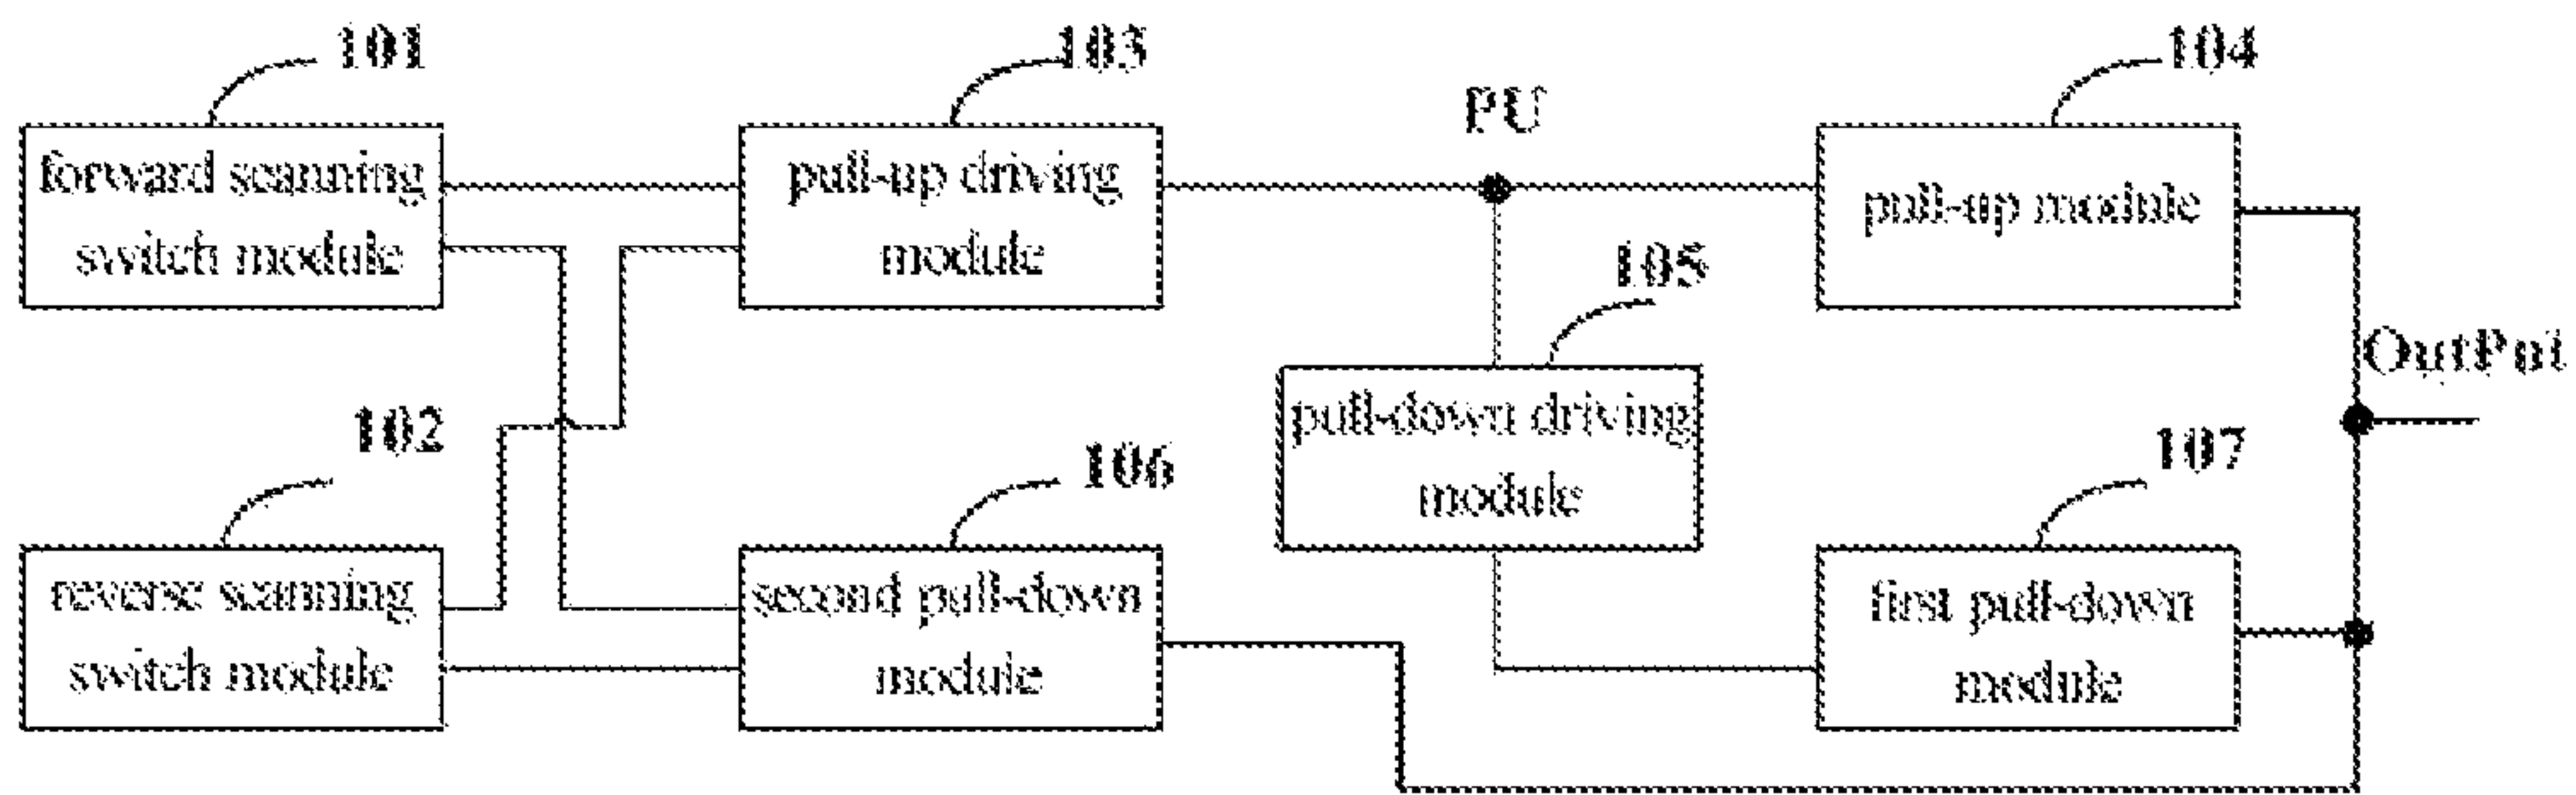 101
103
104
PU
forward scanning
switch module
pull-up driving
module
pull-up module
105
OutPut
102
106
pull-down driving
module
107
reverse scanning
switch module
second pull-down
module
first pull-down
module